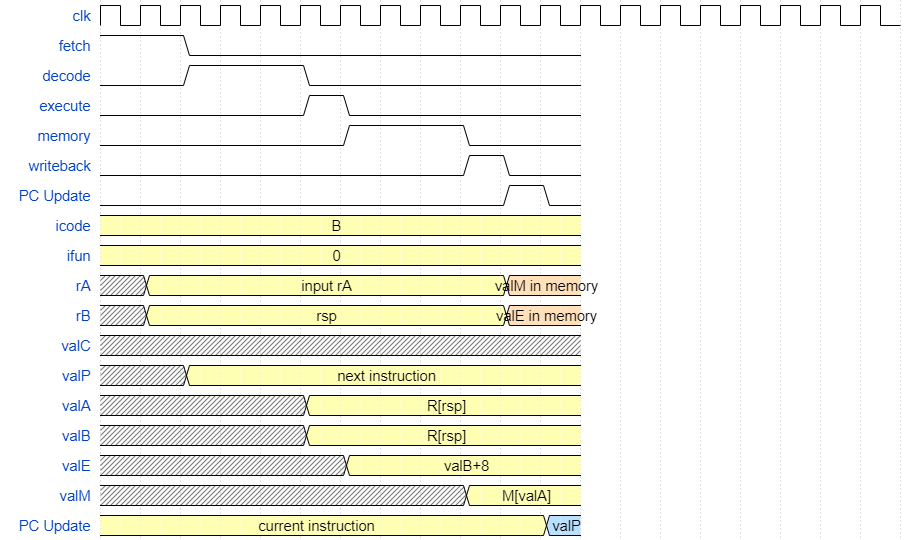 clk
fetch
decode
execute
memory
writeback
PC Update
icode B
ifun 0
rA input rA valM in memory
rB rsp valE in memory
valC
valP next instruction
valA R[rsp]
valB R[rsp]
valE valB+8
valM M[valA]
PC Update current instruction valP